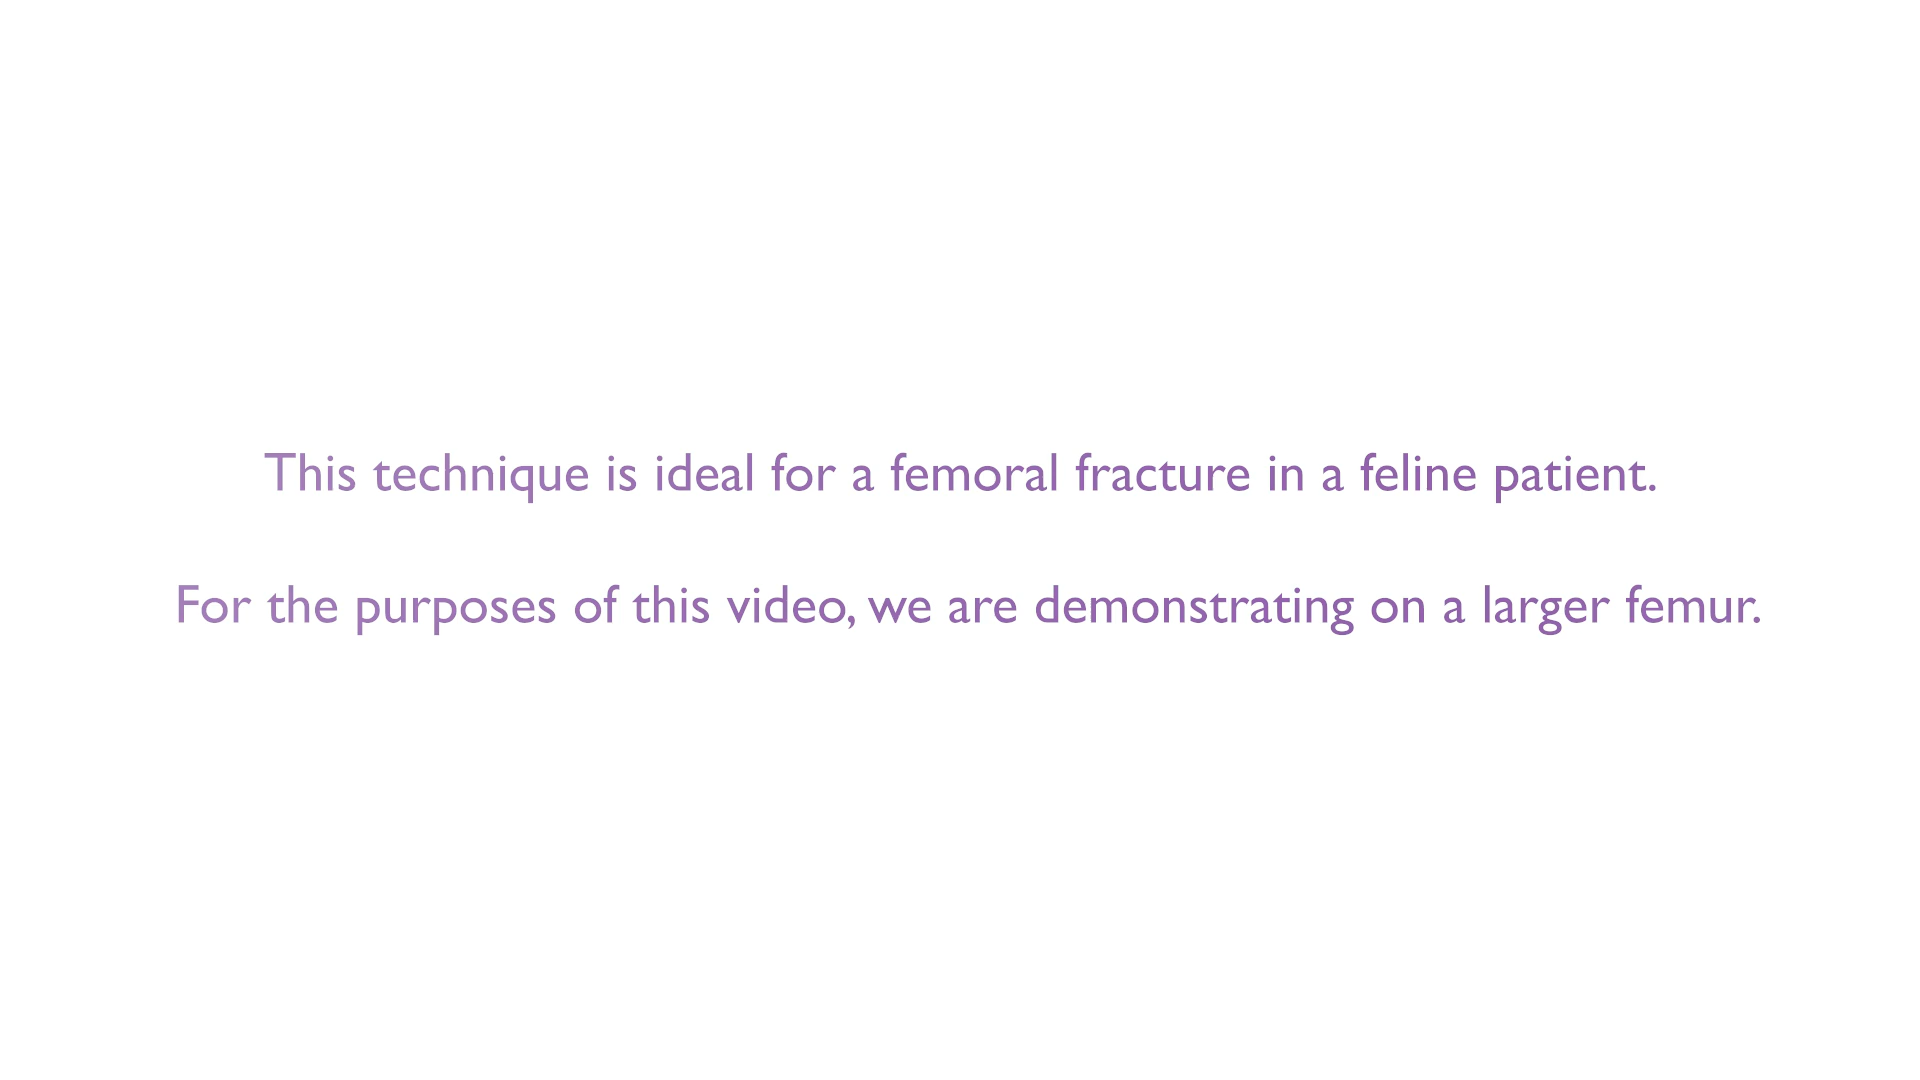 This technique is ideal for a femoral fracture in a feline patient.
For the purposes of this video, we are demonstrating on a larger femur.